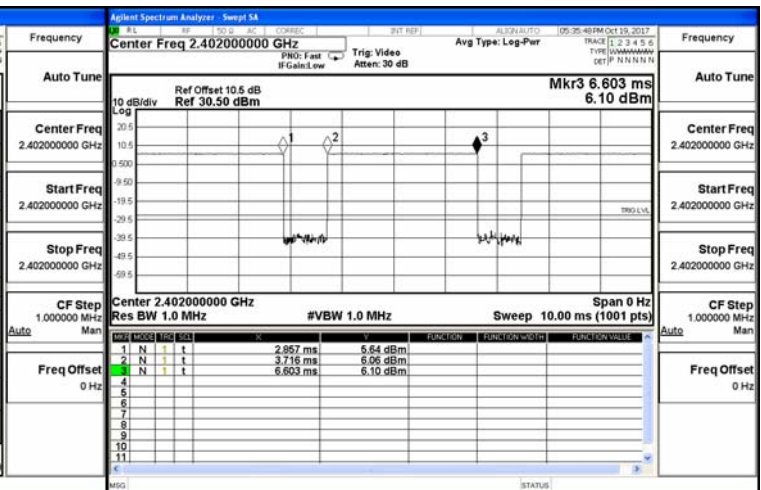 Frequency
Auto Tune
Center Freq
2.402000000 GHz
Start Freq
2.402000000 GHz
Stop Freq
2.402000000 GHz
CF Step
1.000000 MHz
Auto Man
Freq Offset
0 Hz
Agilent Spectrum Analyzer - Swept SA
RL RF 50 Ω AC CORREC INT REF ALIGNAUTO 05:35:48 PM Oct 19, 2017
Center Freq 2.402000000 GHz
PNO: Fast
IFGain:Low
Trig: Video
Atten: 30 dB
Avg Type: Log-Pwr
TRACE 1 2 3 4 5 6
TYPE
DET P N N N N N
Ref Offset 10.5 dB
Mkr3 6.603 ms
10 dB/div Ref 30.50 dBm
6.10 dBm
Log
20.5
10.5
0.500
-9.50
-19.5
-29.5
-39.5
-49.5
-59.5
1
2
3
TRIG LVL
Center 2.402000000 GHz
Span 0 Hz
Res BW 1.0 MHz
#VBW 1.0 MHz
Sweep 10.00 ms (1001 pts)
MKR MODE TRC SCL X Y FUNCTION FUNCTION WIDTH FUNCTION VALUE
1 N 1 t 2.857 ms 5.64 dBm
2 N 1 t 3.716 ms 6.06 dBm
3 N 1 t 6.603 ms 6.10 dBm
4
5
6
7
8
9
10
11
MSG
STATUS
Frequency
Auto Tune
Center Freq
2.402000000 GHz
Start Freq
2.402000000 GHz
Stop Freq
2.402000000 GHz
CF Step
1.000000 MHz
Auto Man
Freq Offset
0 Hz